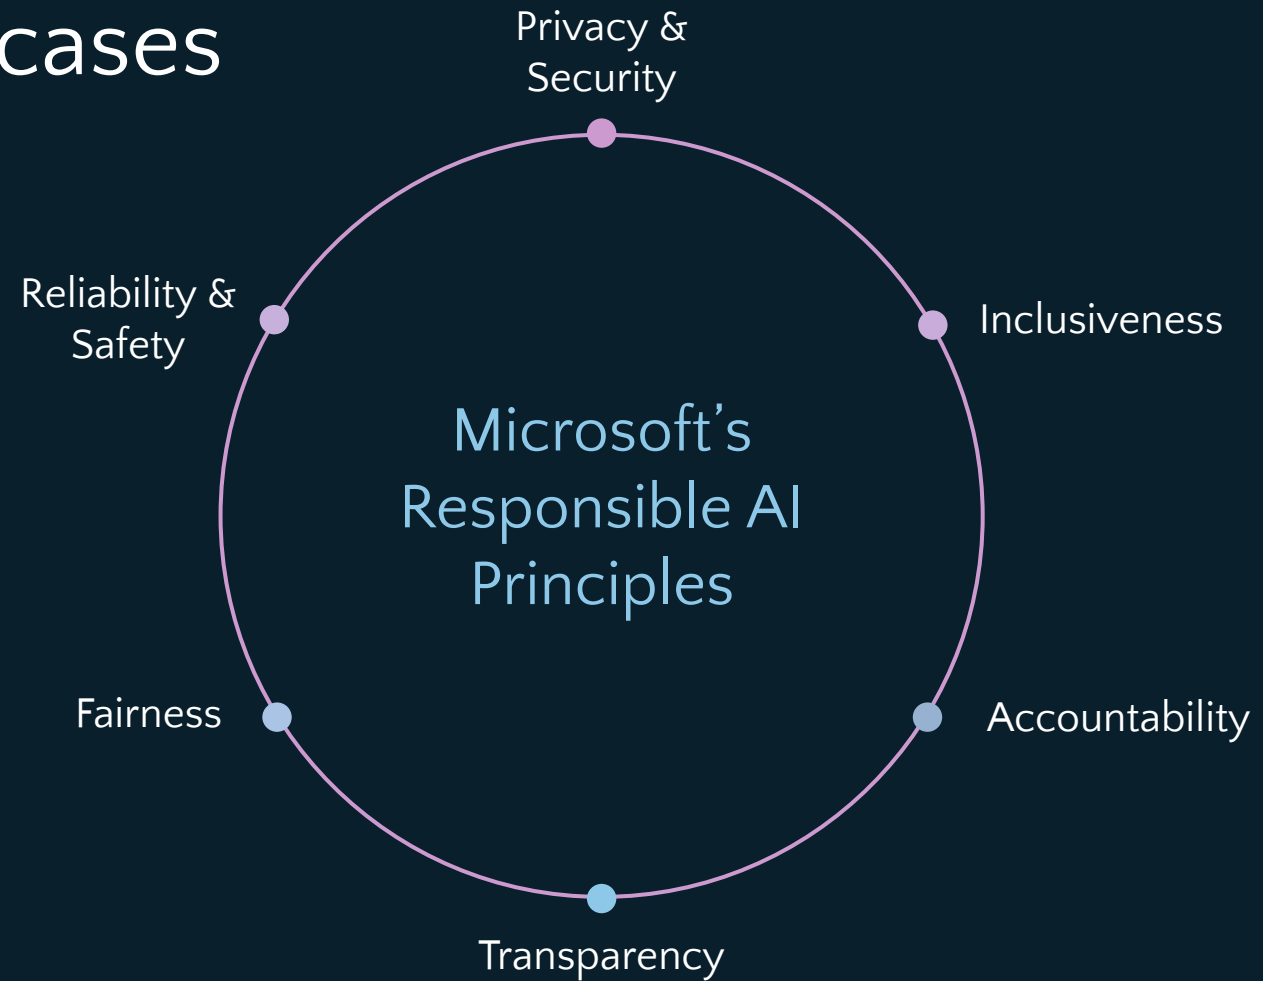 cases
Privacy &
Security
Reliability &
Safety
Inclusiveness
Microsoft’s
Responsible AI
Principles
Fairness
Accountability
Transparency